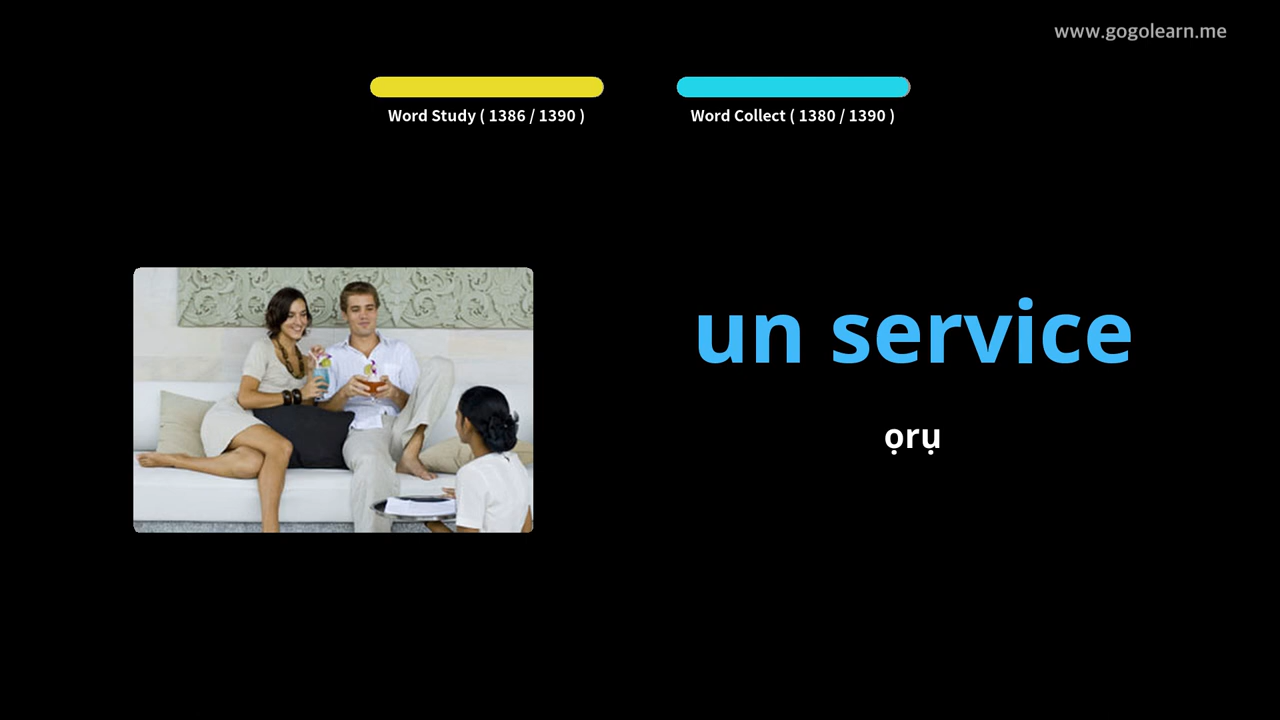 www.gogolearn.me
Word Study ( 1386 / 1390 )
Word Collect ( 1380 / 1390 )
un service
ọrụ